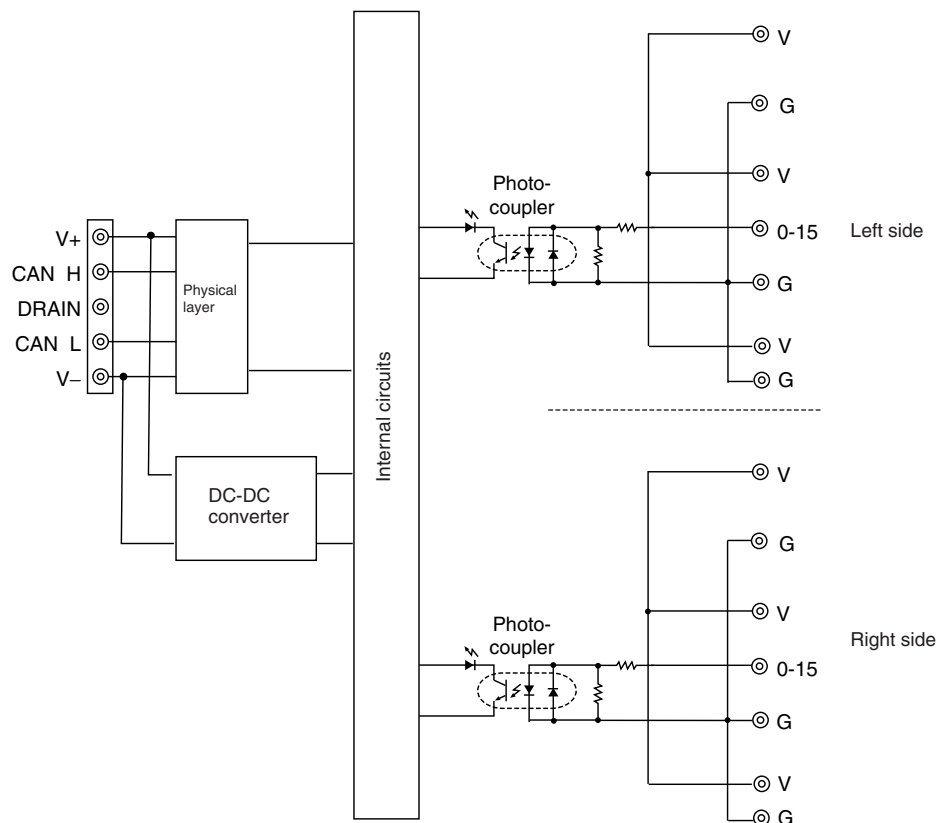 V+
CAN H
DRAIN
CAN L
V–
Physical
layer
DC-DC
converter
Internal circuits
Photo-
coupler
V
G
V
0-15
G
V
G
Left side
Photo-
coupler
V
G
V
0-15
G
V
G
Right side